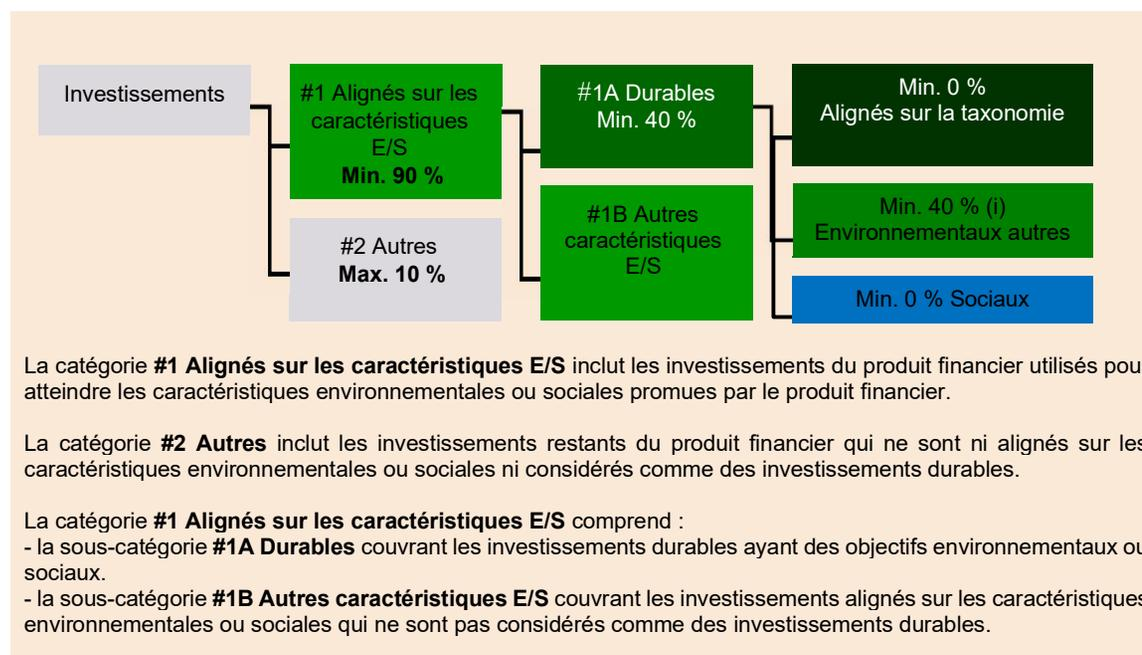 Investissements
#1 Alignés sur les
caractéristiques
E/S
Min. 90 %
#2 Autres
Max. 10 %
#1A Durables
Min. 40 %
#1B Autres
caractéristiques
E/S
Min. 0 %
Alignés sur la taxonomie
Min. 40 % (i)
Environnementaux autres
Min. 0 % Sociaux
La catégorie #1 Alignés sur les caractéristiques E/S inclut les investissements du produit financier utilisés pou
atteindre les caractéristiques environnementales ou sociales promues par le produit financier.
La catégorie #2 Autres inclut les investissements restants du produit financier qui ne sont ni alignés sur les
caractéristiques environnementales ou sociales ni considérés comme des investissements durables.
La catégorie #1 Alignés sur les caractéristiques E/S comprend :
- la sous-catégorie #1A Durables couvrant les investissements durables ayant des objectifs environnementaux ou
sociaux.
- la sous-catégorie #1B Autres caractéristiques E/S couvrant les investissements alignés sur les caractéristiques
environnementales ou sociales qui ne sont pas considérés comme des investissements durables.